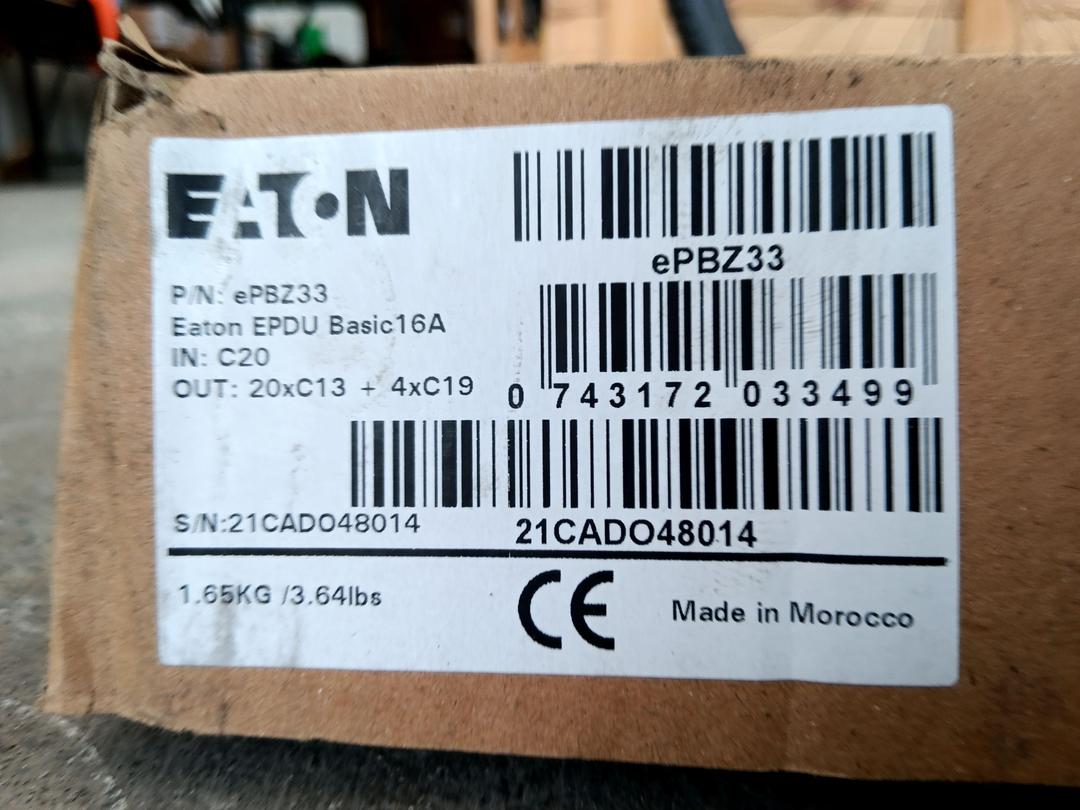 EATON
ePBZ33
P/N: ePBZ33
Eaton EPDU Basic16A
IN: C20
OUT: 20xC13 + 4xC19
0 743172 033499
S/N:21CADO48014
21CADO48014
1.65KG /3.64lbs
CE
Made in Morocco